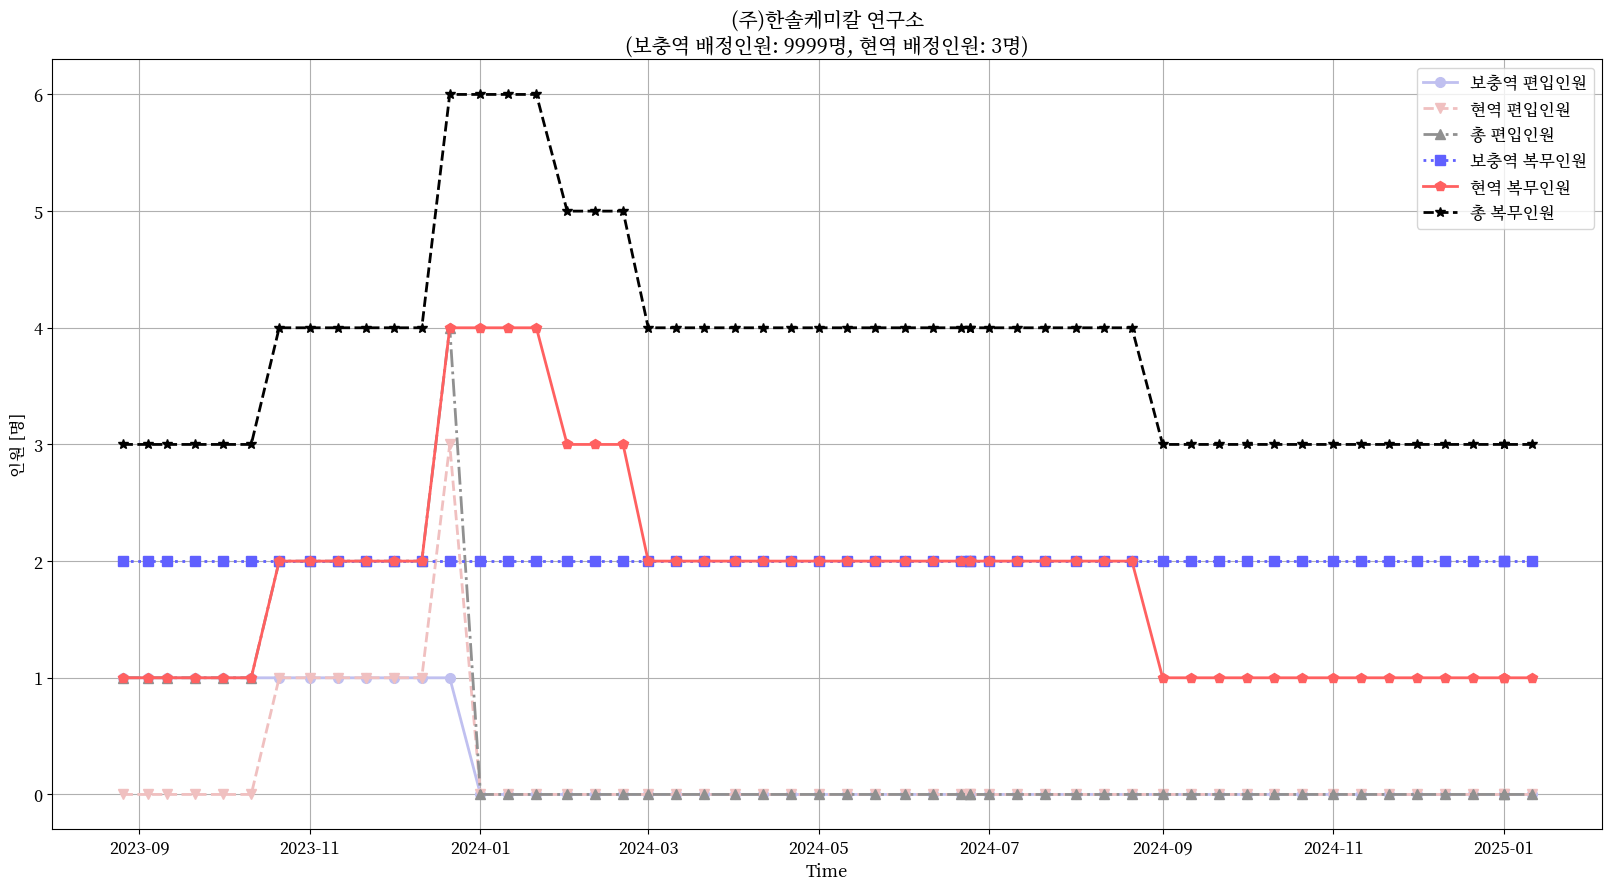 (주)한솔케미칼 연구소
(보충역 배정인원: 9999명, 현역 배정인원: 3명)
보충역 편입인원
현역 편입인원
총 편입인원
보충역 복무인원
현역 복무인원
총 복무인원
인원 [명]
6
5
4
3
2
1
0
2023-09
2023-11
2024-01
2024-03
2024-05
2024-07
2024-09
2024-11
2025-01
Time